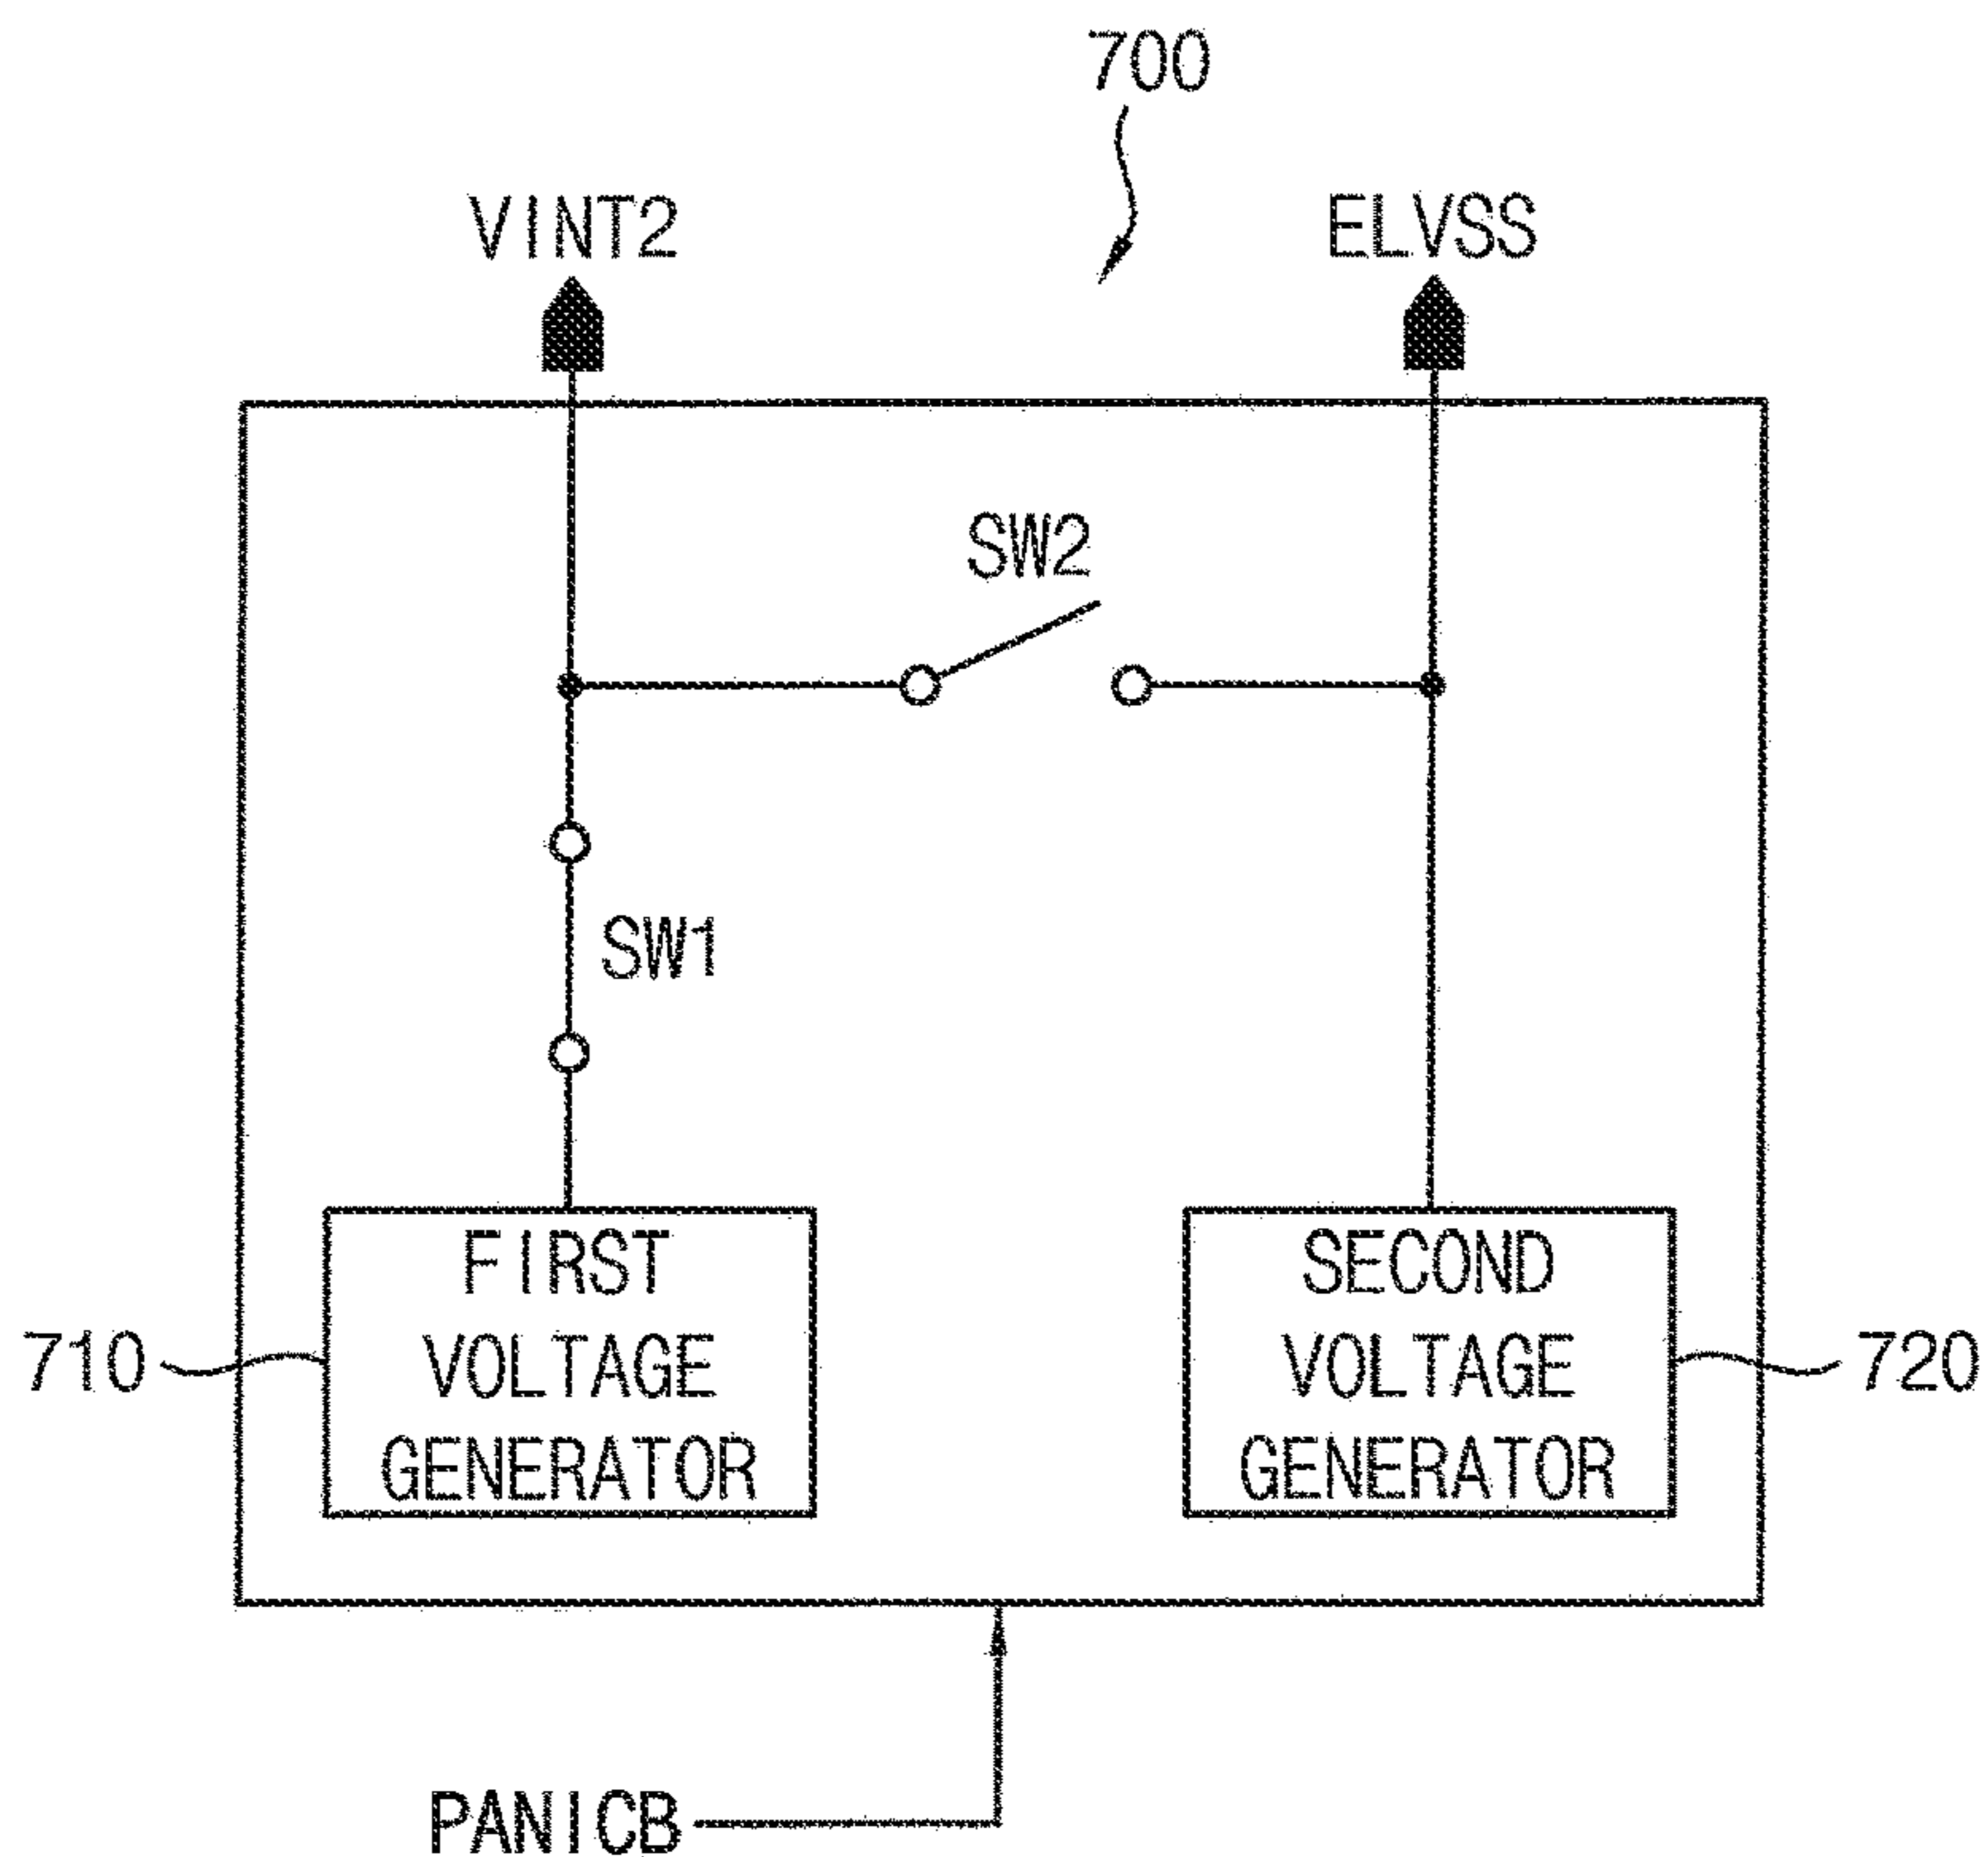 700
VINT2
ELVSS
SW2
SW1
FIRST
VOLTAGE
GENERATOR
SECOND
VOLTAGE
GENERATOR
710
720
PANICB